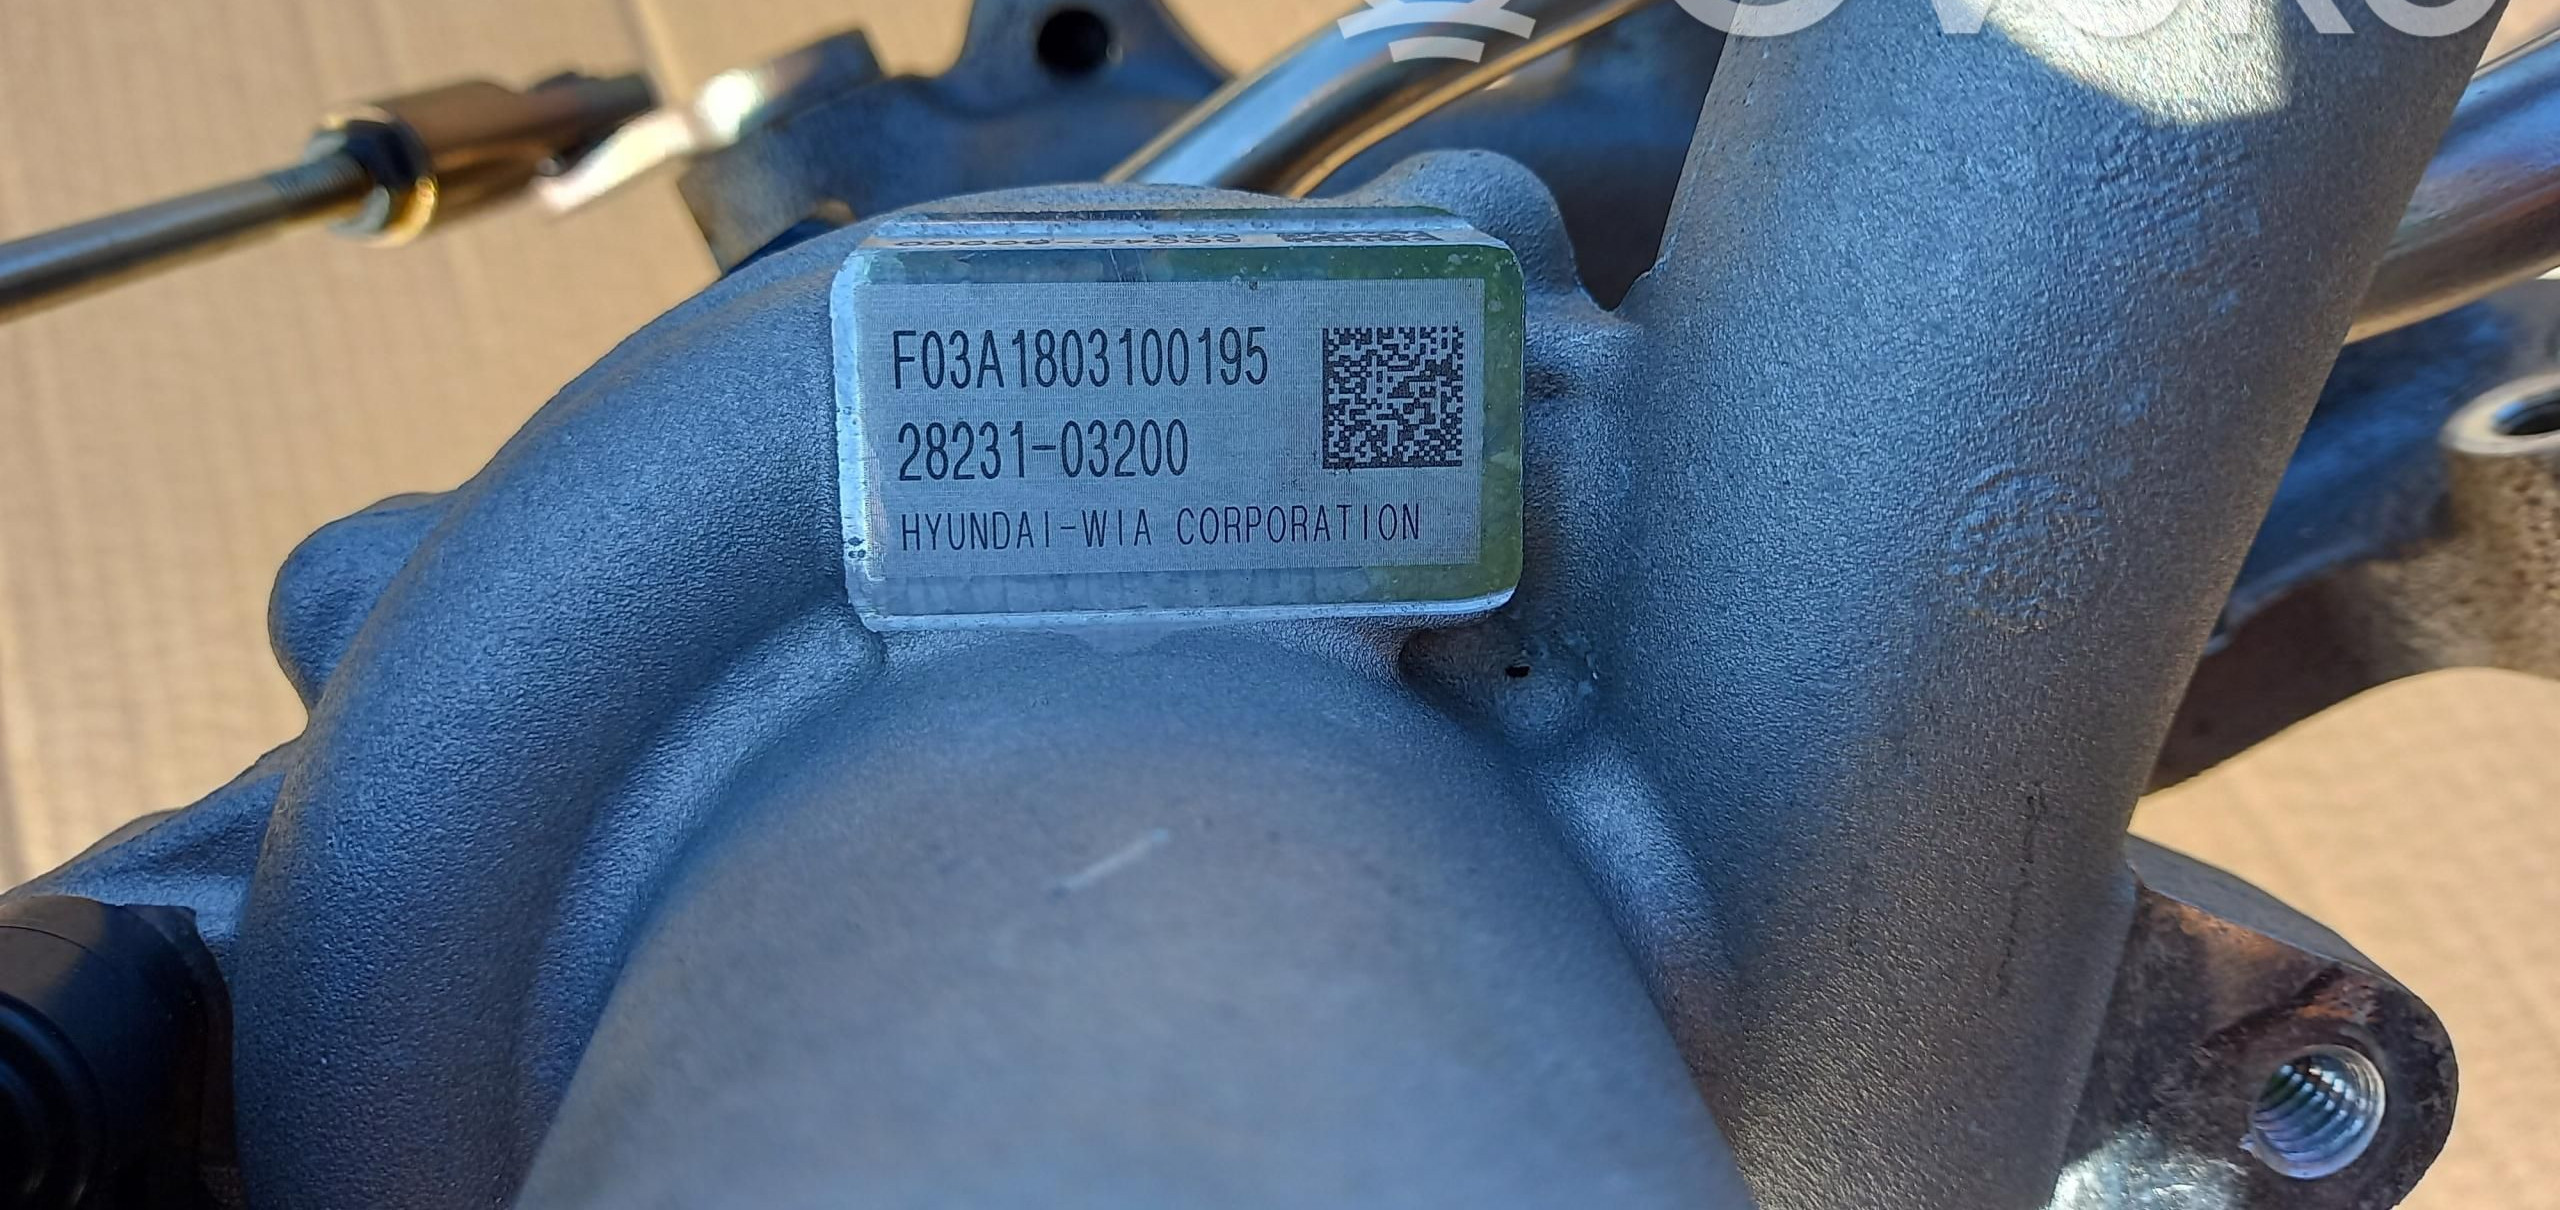 F03A1803100195
28231-03200
HYUNDAI-WIA CORPORATION